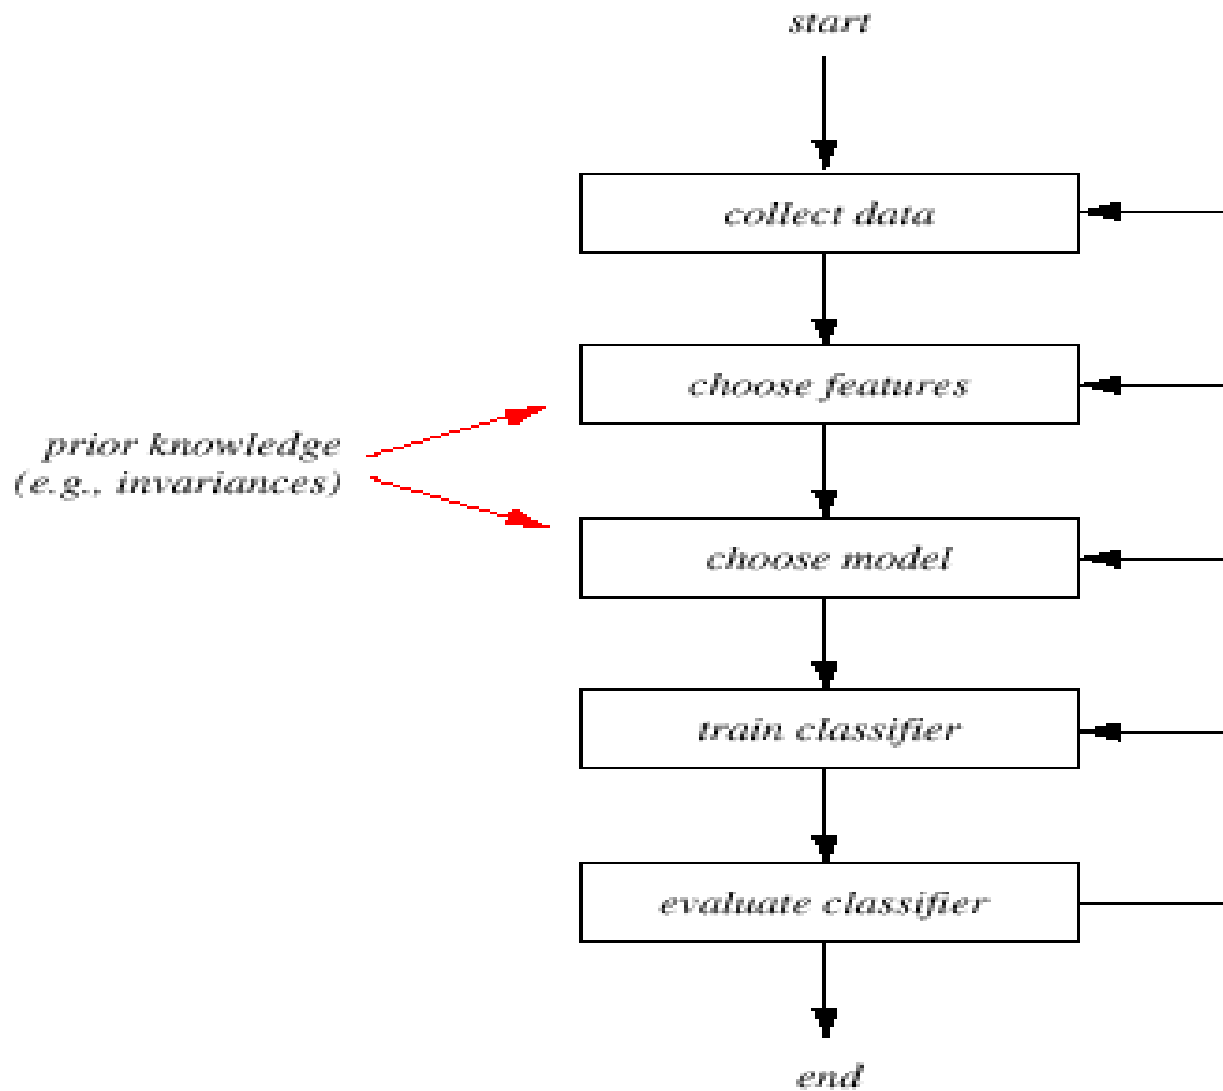 start
collect data
choose features
prior knowledge
(e.g., invariances)
choose model
train classifier
evaluate classifier
end